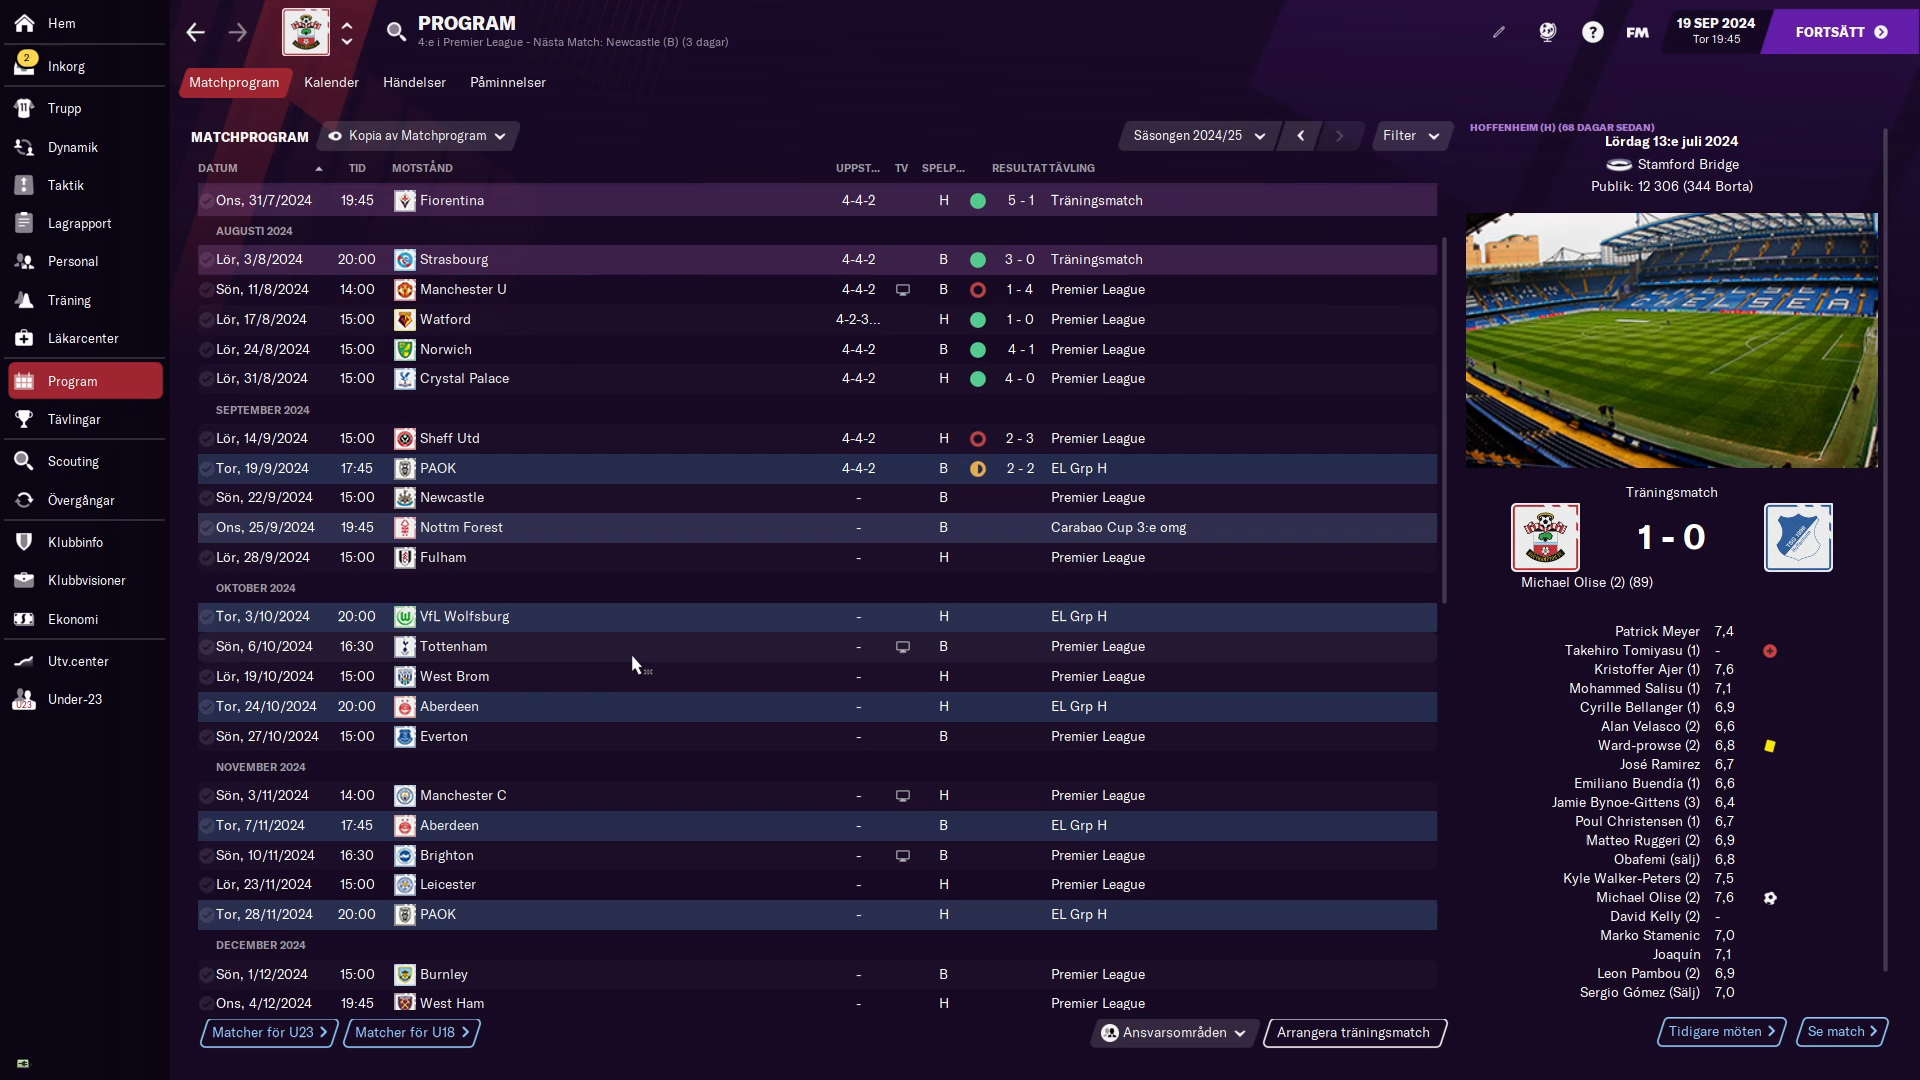 Hem
2
Inkorg
Trupp
Dynamik
Taktik
Lagrapport
Personal
Träning
Läkarcenter
Program
Tävlingar
Scouting
Övergångar
Klubbinfo
Klubbvisioner
Ekonomi
Utv.center
U23
Under-23
PROGRAM
4:e i Premier League - Nästa Match: Newcastle (B) (3 dagar)
FM
19 SEP 2024
Tor 19:45
FORTSÄTT
Matchprogram Kalender Händelser Påminnelser
MATCHPROGRAM Kopia av Matchprogram Säsongen 2024/25 Filter
DATUM TID MOTSTÅND UPPST... TV SPELP... RESULTAT TÄVLING
Ons, 31/7/2024 19:45 Fiorentina 4-4-2 H 5 - 1 Träningsmatch
AUGUSTI 2024
Lör, 3/8/2024 20:00 Strasbourg 4-4-2 B 3 - 0 Träningsmatch
Sön, 11/8/2024 14:00 Manchester U 4-4-2 B 1 - 4 Premier League
Lör, 17/8/2024 15:00 Watford 4-2-3... H 1 - 0 Premier League
Lör, 24/8/2024 15:00 Norwich 4-4-2 B 4 - 1 Premier League
Lör, 31/8/2024 15:00 Crystal Palace 4-4-2 H 4 - 0 Premier League
SEPTEMBER 2024
Lör, 14/9/2024 15:00 Sheff Utd 4-4-2 H 2 - 3 Premier League
Tor, 19/9/2024 17:45 PAOK 4-4-2 B 2 - 2 EL Grp H
Sön, 22/9/2024 15:00 Newcastle - B Premier League
Ons, 25/9/2024 19:45 Nottm Forest - B Carabao Cup 3:e omg
Lör, 28/9/2024 15:00 Fulham - H Premier League
OKTOBER 2024
Tor, 3/10/2024 20:00 VfL Wolfsburg - H EL Grp H
Sön, 6/10/2024 16:30 Tottenham - B Premier League
Lör, 19/10/2024 15:00 West Brom - H Premier League
Tor, 24/10/2024 20:00 Aberdeen - H EL Grp H
Sön, 27/10/2024 15:00 Everton - B Premier League
NOVEMBER 2024
Sön, 3/11/2024 14:00 Manchester C - H Premier League
Tor, 7/11/2024 17:45 Aberdeen - B EL Grp H
Sön, 10/11/2024 16:30 Brighton - B Premier League
Lör, 23/11/2024 15:00 Leicester - H Premier League
Tor, 28/11/2024 20:00 PAOK - H EL Grp H
DECEMBER 2024
Sön, 1/12/2024 15:00 Burnley - B Premier League
Ons, 4/12/2024 19:45 West Ham - H Premier League
Matcher för U23 Matcher för U18 Ansvarsområden Arrangera träningsmatch
HOFFENHEIM (H) (68 DAGAR SEDAN)
Lördag 13:e juli 2024
Stamford Bridge
Publik: 12 306 (344 Borta)
CHELSEA
Träningsmatch
1 - 0
Michael Olise (2) (89)
Patrick Meyer 7,4
Takehiro Tomiyasu (1) -
Kristoffer Ajer (1) 7,6
Mohammed Salisu (1) 7,1
Cyrille Bellanger (1) 6,9
Alan Velasco (2) 6,6
Ward-prowse (2) 6,8
José Ramirez 6,7
Emiliano Buendía (1) 6,6
Jamie Bynoe-Gittens (3) 6,4
Poul Christensen (1) 6,7
Matteo Ruggeri (2) 6,9
Obafemi (sälj) 6,8
Kyle Walker-Peters (2) 7,5
Michael Olise (2) 7,6
David Kelly (2) -
Marko Stamenic 7,0
Joaquín 7,1
Leon Pambou (2) 6,9
Sergio Gómez (Sälj) 7,0
Tidigare möten Se match